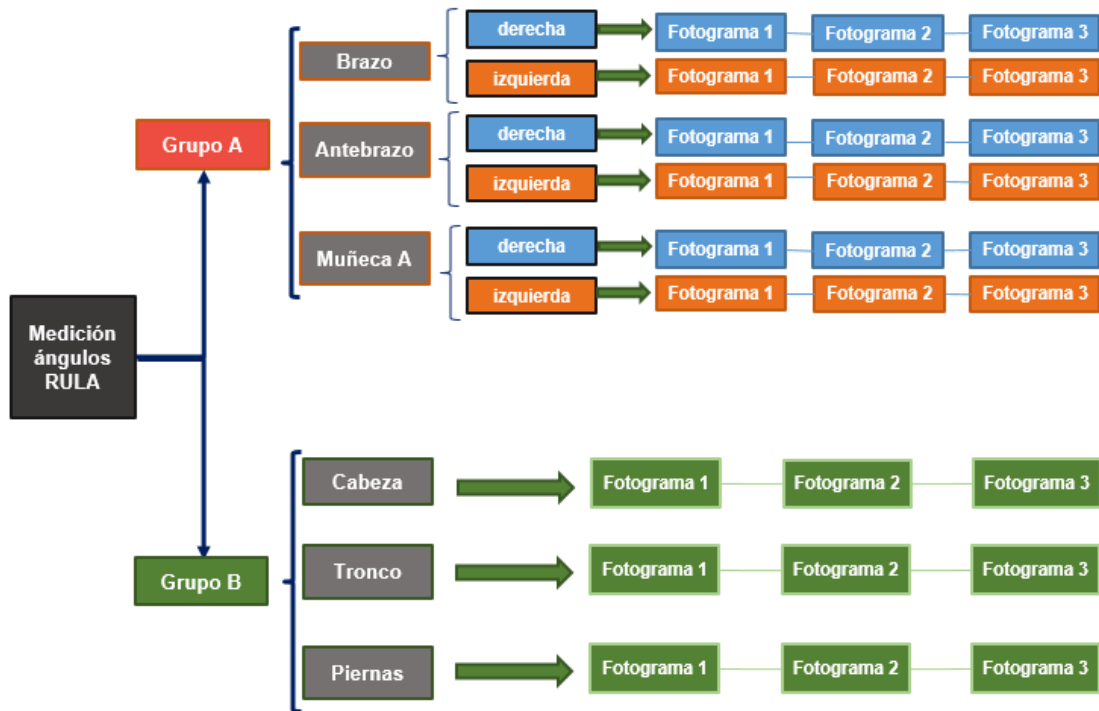 derecha
Fotograma 1
Fotograma 2
Fotograma 3
Brazo
izquierda
Fotograma 1
Fotograma 2
Fotograma 3
Grupo A
Antebrazo
derecha
Fotograma 1
Fotograma 2
Fotograma 3
izquierda
Fotograma 1
Fotograma 2
Fotograma 3
Muñeca A
derecha
Fotograma 1
Fotograma 2
Fotograma 3
izquierda
Fotograma 1
Fotograma 2
Fotograma 3
Medición
ángulos
RULA
Cabeza
Fotograma 1
Fotograma 2
Fotograma 3
Grupo B
Tronco
Fotograma 1
Fotograma 2
Fotograma 3
Piernas
Fotograma 1
Fotograma 2
Fotograma 3